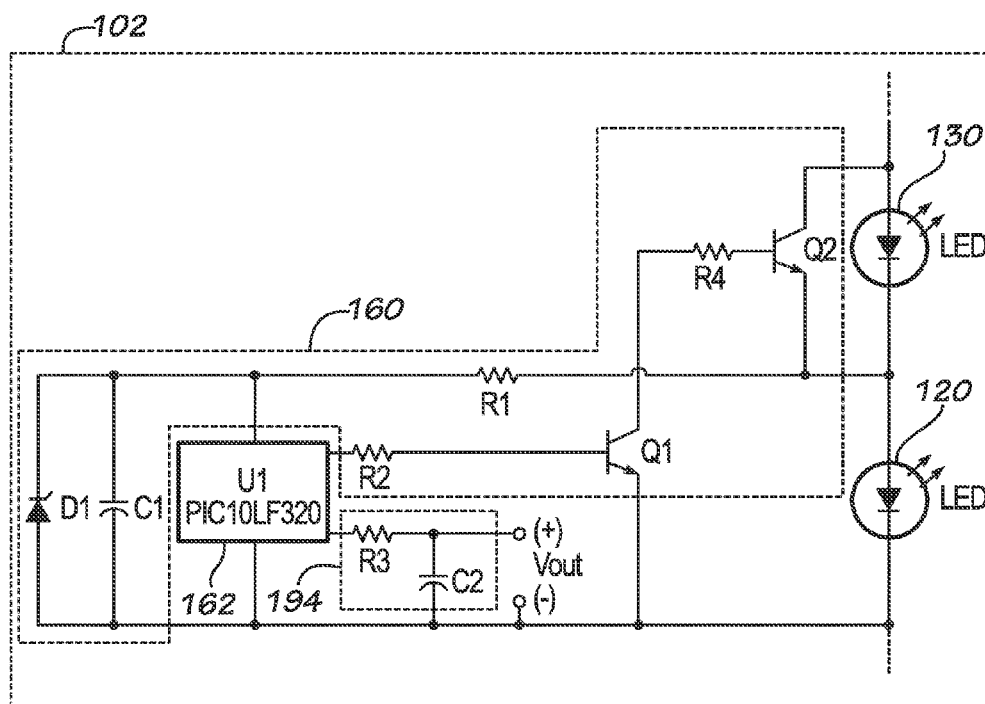 102
130
LED
Q2
R4
160
R1
120
Q1
LED
R2
U1
PIC10LF320
D1
C1
R3
(+)
Vout
(-)
C2
162
194